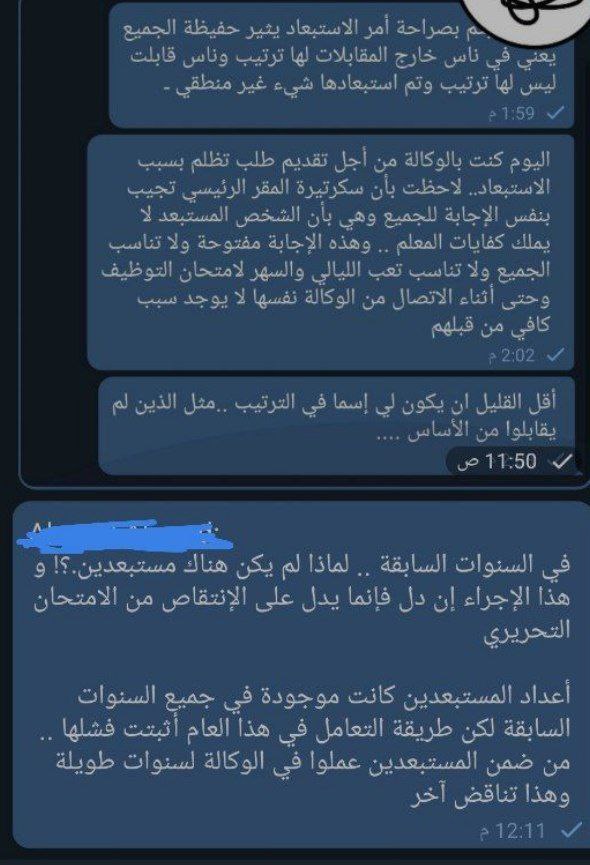 بصراحة أمر الاستبعاد يثير حفيظة الجميع
يعني في ناس خارج المقابلات لها ترتيب وناس قابلت
ليس لها ترتيب وتم استبعادها شيء غير منطقي -
1:59 م
اليوم كنت بالوكالة من أجل تقديم طلب تظلم بسبب
الاستبعاد.. لاحظت بأن سكرتيرة المقر الرئيسي تجيب
بنفس الإجابة للجميع وهي بأن الشخص المستبعد لا
يملك كفايات المعلم .. وهذه الإجابة مفتوحة ولا تناسب
الجميع ولا تناسب تعب الليالي والسهر لامتحان التوظيف
وحتى أثناء الاتصال من الوكالة نفسها لا يوجد سبب
كافي من قبلهم
2:02 م
أقل القليل ان يكون لي إسما في الترتيب ..مثل الذين لم
يقابلوا من الأساس ....
11:50 ص
في السنوات السابقة .. لماذا لم يكن هناك مستبعدين.؟! و
هذا الإجراء إن دل فإنما يدل على الإنتقاص من الامتحان
التحريري
أعداد المستبعدين كانت موجودة في جميع السنوات
السابقة لكن طريقة التعامل في هذا العام أثبتت فشلها ..
من ضمن المستبعدين عملوا في الوكالة لسنوات طويلة
وهذا تناقض آخر
12:11 م